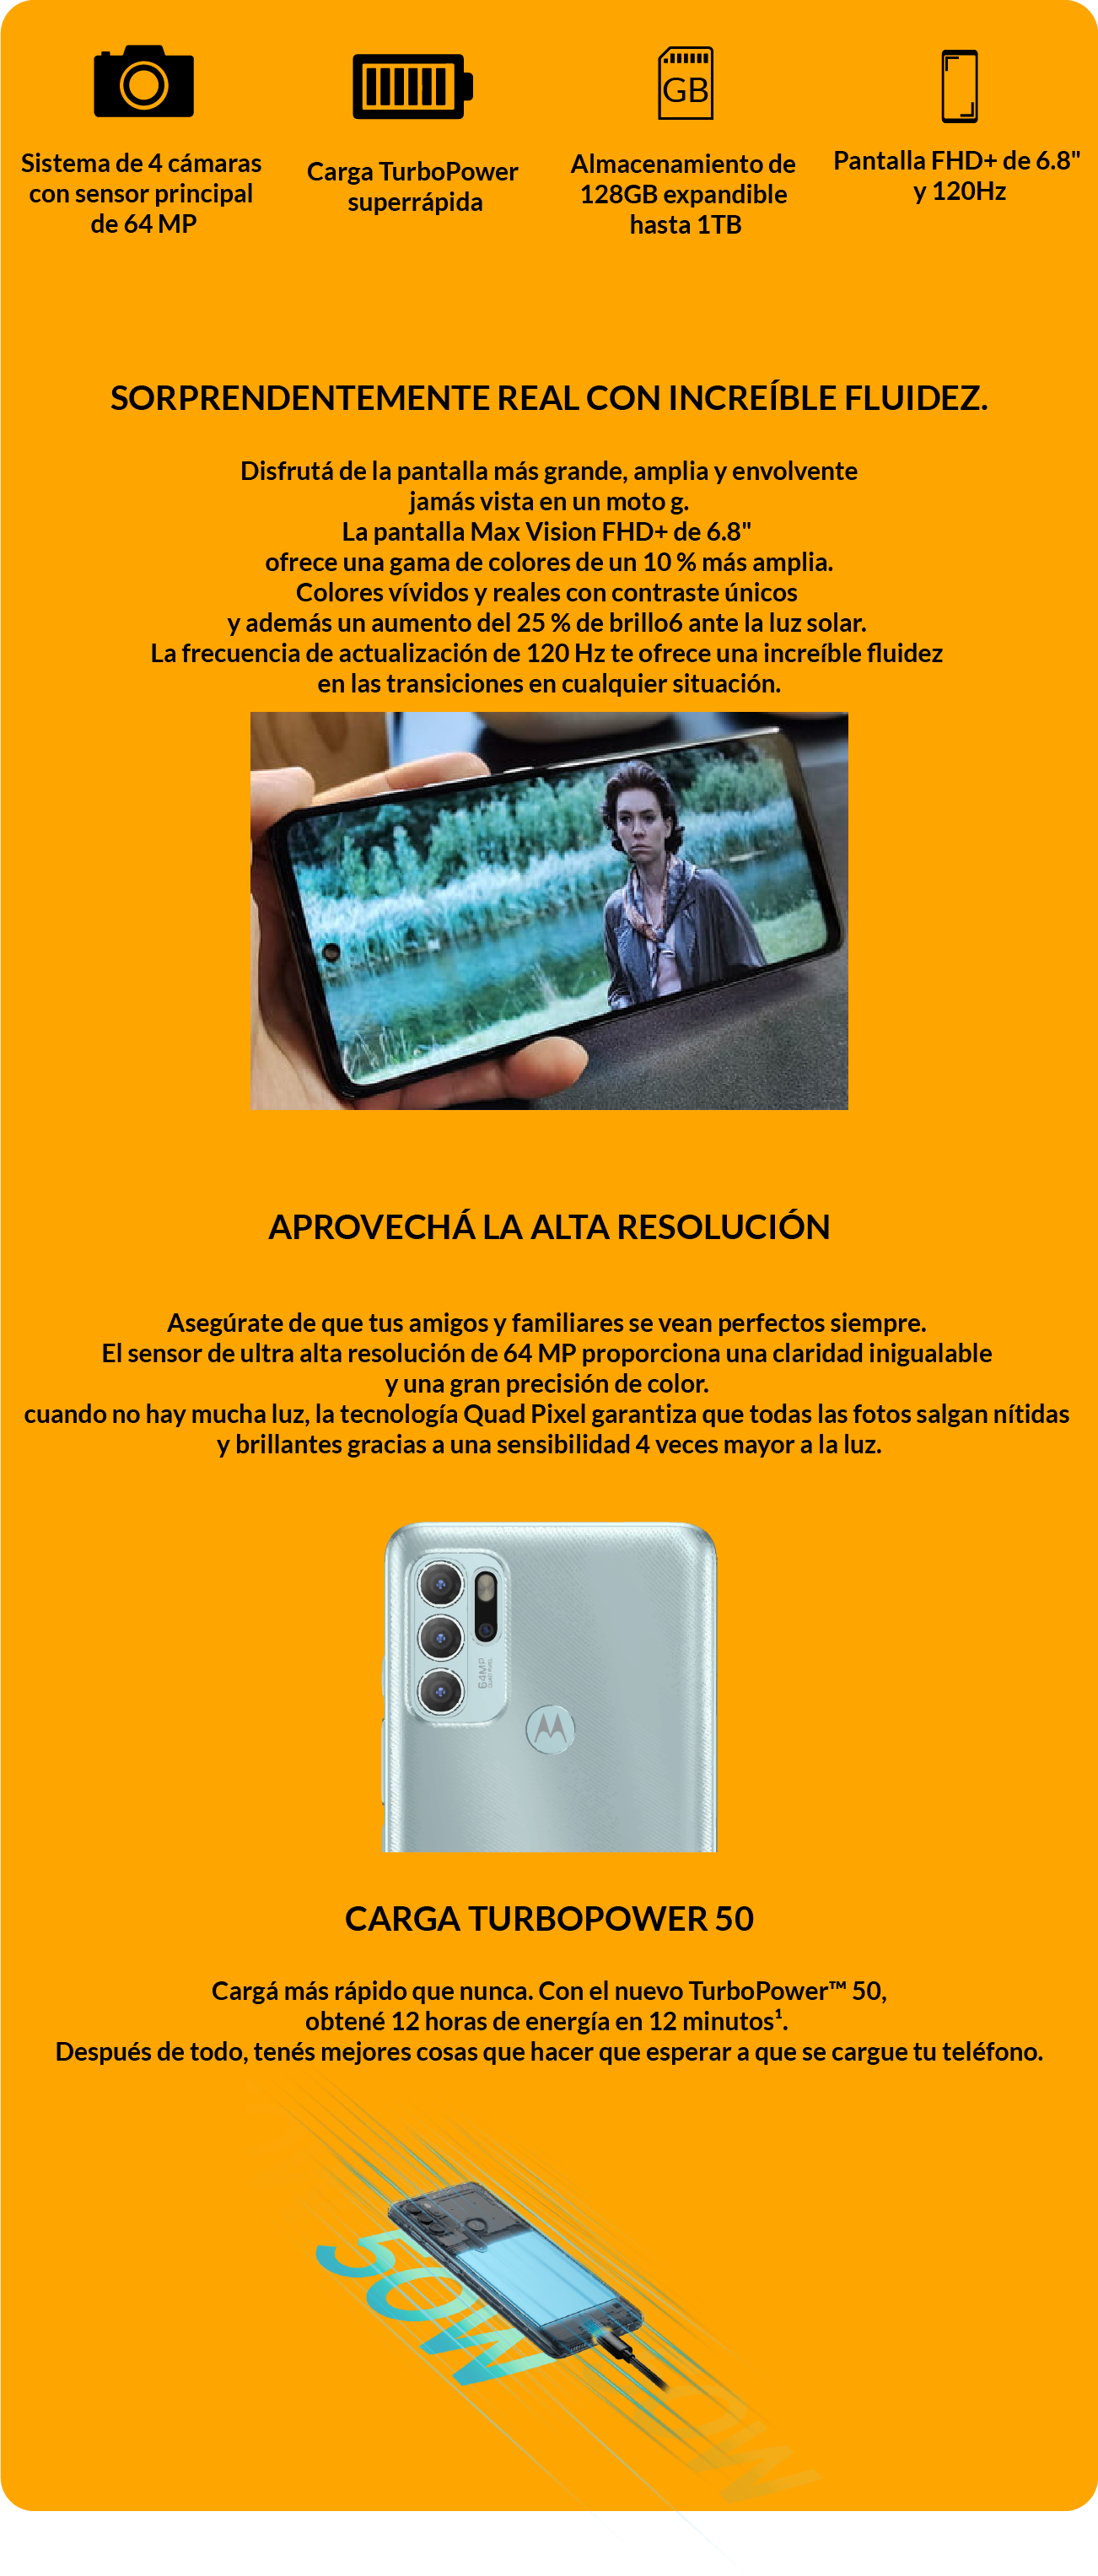 GB
Sistema de 4 cámaras
con sensor principal
de 64 MP
Carga TurboPower
superrápida
Almacenamiento de
128GB expandible
hasta 1TB
Pantalla FHD+ de 6.8"
y 120Hz
SORPRENDENTEMENTE REAL CON INCREÍBLE FLUIDEZ.
Disfrutá de la pantalla más grande, amplia y envolvente
jamás vista en un moto g.
La pantalla Max Vision FHD+ de 6.8"
ofrece una gama de colores de un 10 % más amplia.
Colores vívidos y reales con contraste únicos
y además un aumento del 25 % de brillo6 ante la luz solar.
La frecuencia de actualización de 120 Hz te ofrece una increíble fluidez
en las transiciones en cualquier situación.
APROVECHÁ LA ALTA RESOLUCIÓN
Asegúrate de que tus amigos y familiares se vean perfectos siempre.
El sensor de ultra alta resolución de 64 MP proporciona una claridad inigualable
y una gran precisión de color.
cuando no hay mucha luz, la tecnología Quad Pixel garantiza que todas las fotos salgan nítidas
y brillantes gracias a una sensibilidad 4 veces mayor a la luz.
64MP
QUAD PIXEL
CARGA TURBOPOWER 50
Cargá más rápido que nunca. Con el nuevo TurboPower™ 50,
obtené 12 horas de energía en 12 minutos¹.
Después de todo, tenés mejores cosas que hacer que esperar a que se cargue tu teléfono.
50W